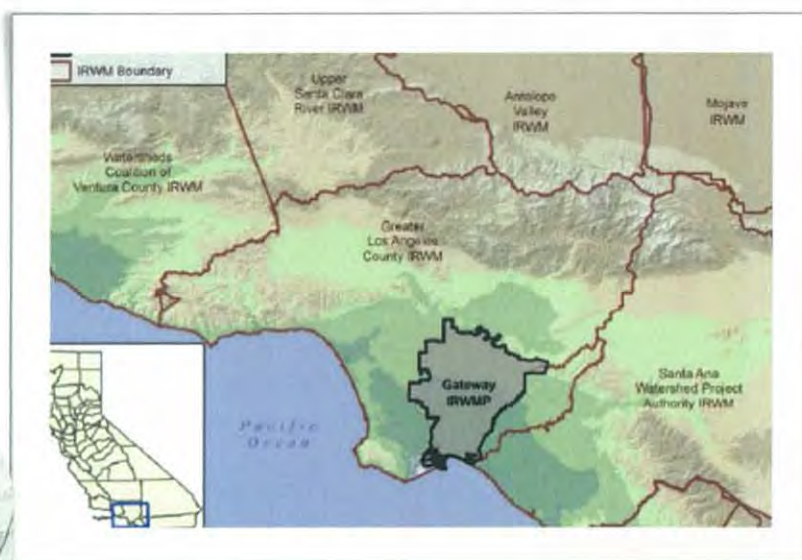 IRWM Boundary
Upper
Santa Clara
River IRWM
Antelope
Valley
IRWM
Mojave
IRWM
Watersheds
Coalition of
Ventura County IRWM
Greater
Los Angeles
County IRWM
Gateway
IRWMP
Santa Ana
Watershed Project
Authority IRWM
Pacific
Ocean